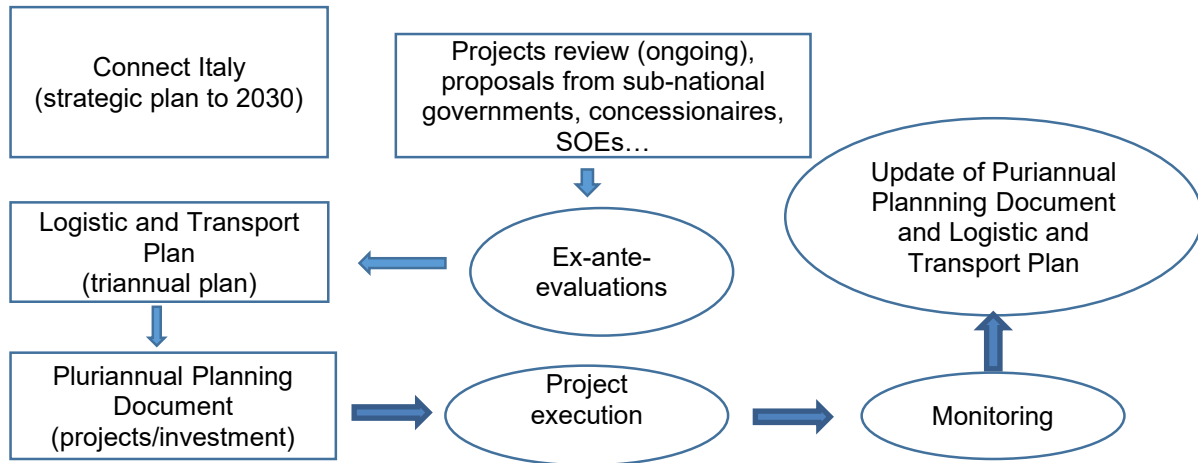 Connect Italy
(strategic plan to 2030)
Projects review (ongoing),
proposals from sub-national
governments, concessionaires,
SOEs…
Update of Puriannual
Plannning Document
and Logistic and
Transport Plan
Logistic and Transport
Plan
(triannual plan)
Ex-ante-
evaluations
Pluriannual Planning
Document
(projects/investment)
Project
execution
Monitoring